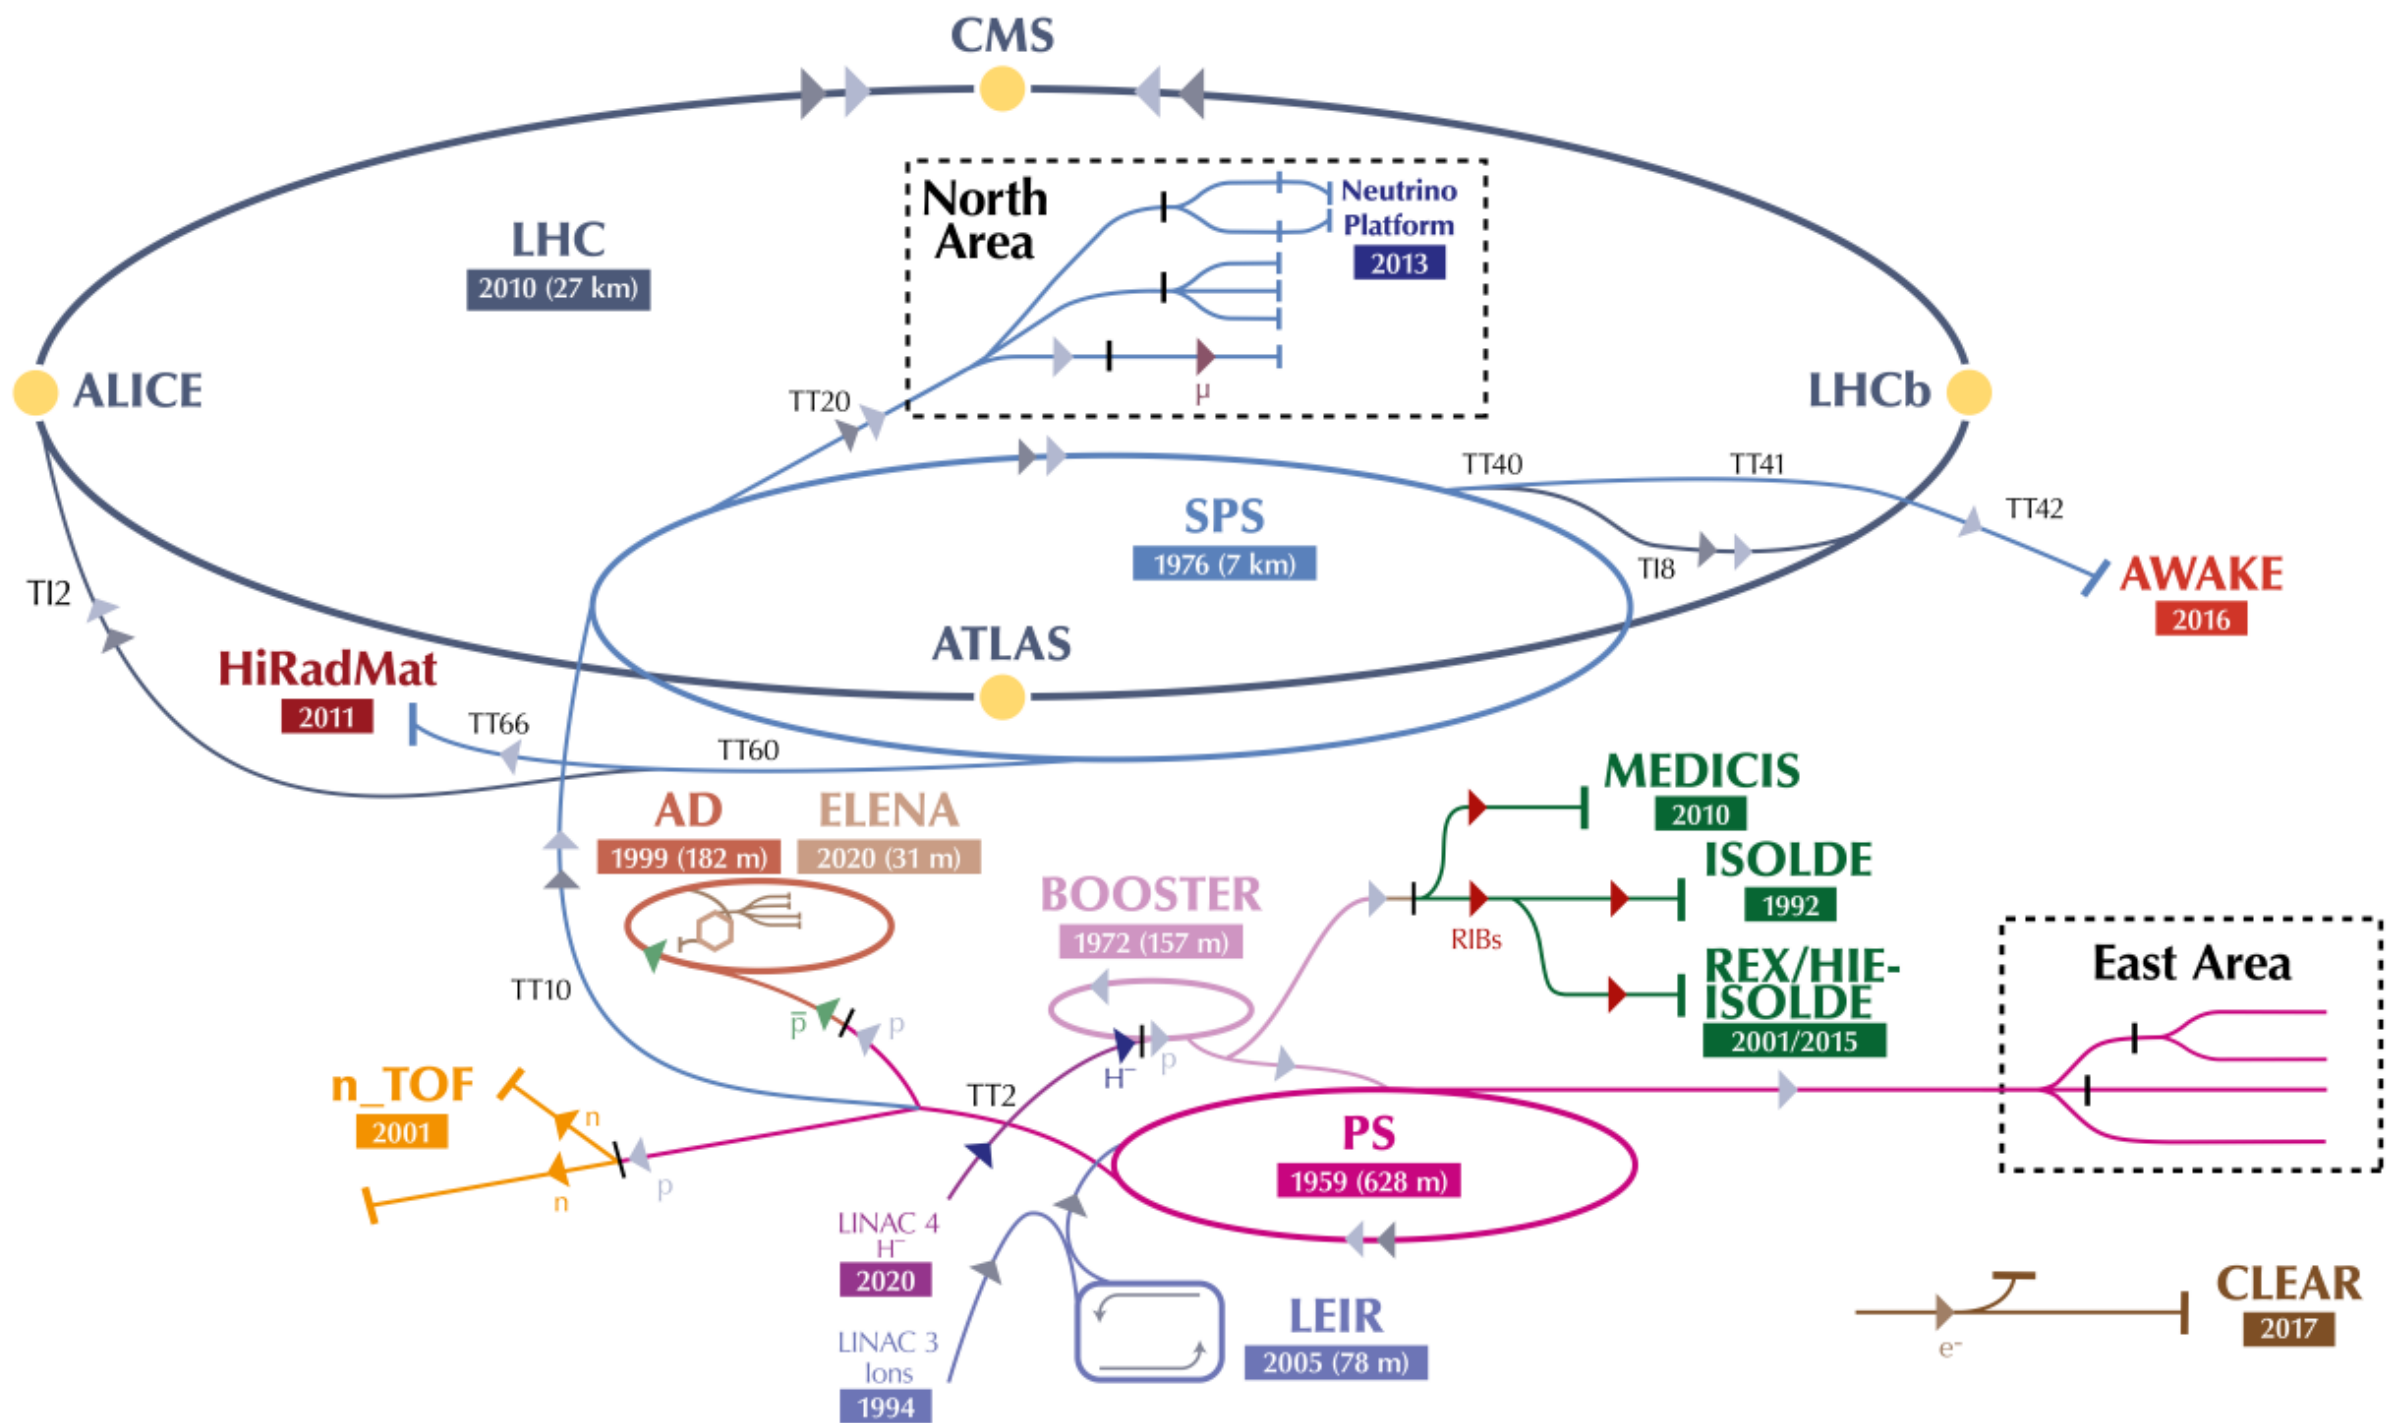 CMS
North
Area
Neutrino
Platform
2013
LHC
2010 (27 km)
μ
ALICE
TT20
LHCb
TT40
TT41
TT42
SPS
1976 (7 km)
TI8
AWAKE
2016
TI2
ATLAS
HiRadMat
2011
TT66
TT60
MEDICIS
2010
AD
1999 (182 m)
ELENA
2020 (31 m)
ISOLDE
1992
BOOSTER
1972 (157 m)
RIBs
REX/HIE-
ISOLDE
2001/2015
East Area
TT10
p̅
p
H⁻
p
n_TOF
2001
n
n
p
TT2
PS
1959 (628 m)
LINAC 4
H⁻
2020
LINAC 3
Ions
1994
LEIR
2005 (78 m)
CLEAR
2017
e⁻